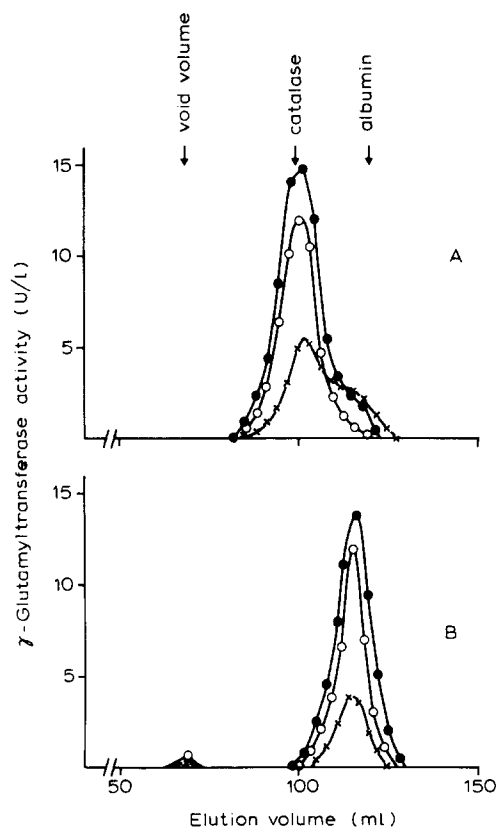 void volume
catalase
albumin
15
10
5
A
15
10
5
B
50
100
150
γ-Glutamyltransferase activity (U/l)
Elution volume (ml)